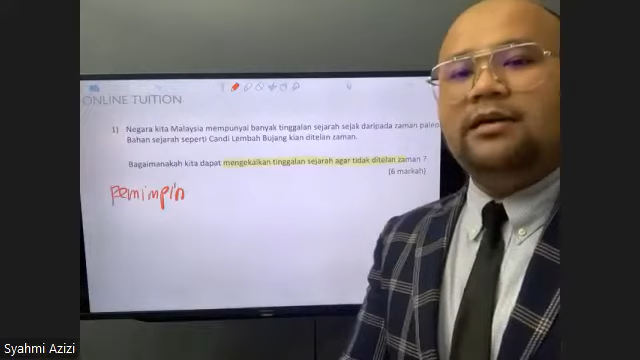 ONLINE TUITION
1) Negara kita Malaysia mempunyai banyak tinggalan sejarah sejak daripada zaman paleo
Bahan sejarah seperti Candi Lembah Bujang kian ditelan zaman.
Bagaimanakah kita dapat mengekalkan tinggalan sejarah agar tidak ditelan zaman ?
(6 markah)
pemimpin
Syahmi Azizi